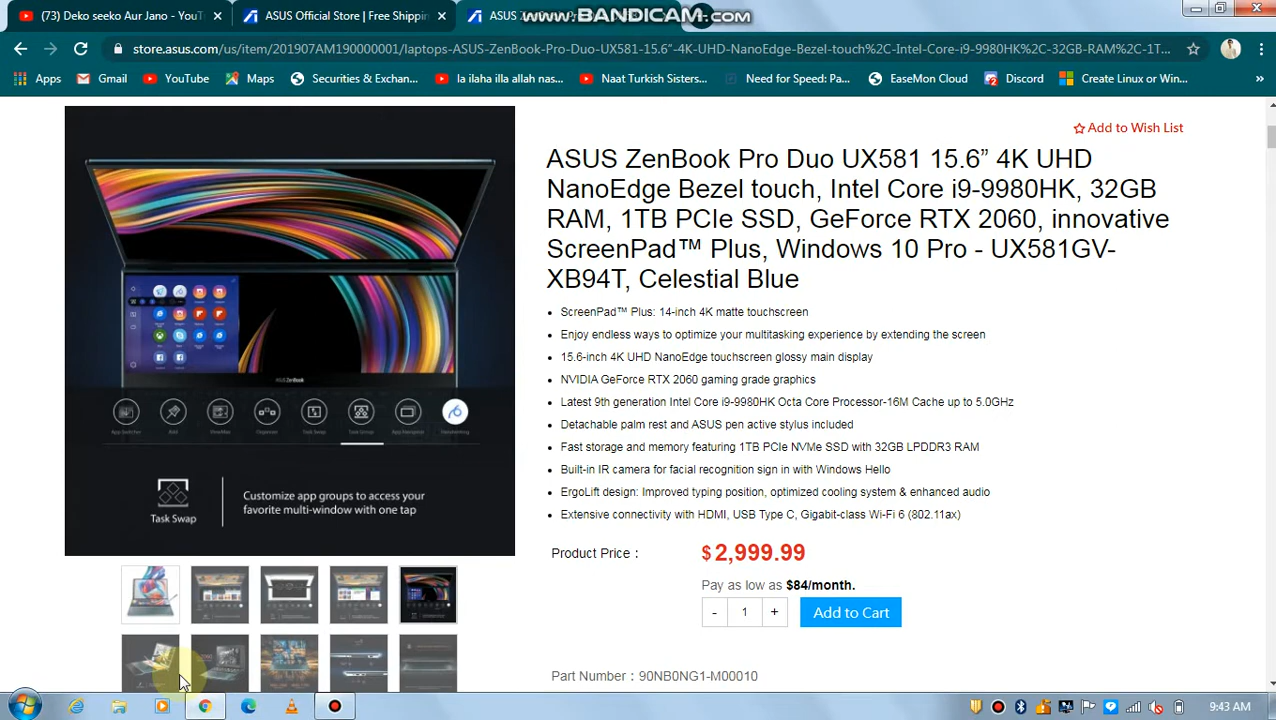 (73) Deko seeko Aur Jano - YouT
ASUS Official Store | Free Shippin
ASUS
www.BANDICAM.com
store.asus.com/us/item/201907AM190000001/laptops-ASUS-ZenBook-Pro-Duo-UX581-15.6”-4K-UHD-NanoEdge-Bezel-touch%2C-Intel-Core-i9-9980HK%2C-32GB-RAM%2C-1T...
Apps
Gmail
YouTube
Maps
Securities & Exchan...
la ilaha illa allah nas...
Naat Turkish Sisters...
Need for Speed: Pa...
EaseMon Cloud
Discord
Create Linux or Win...
»
Add to Wish List
ASUS ZenBook Pro Duo UX581 15.6” 4K UHD
NanoEdge Bezel touch, Intel Core i9-9980HK, 32GB
RAM, 1TB PCIe SSD, GeForce RTX 2060, innovative
ScreenPad™ Plus, Windows 10 Pro - UX581GV-
XB94T, Celestial Blue
ScreenPad™ Plus: 14-inch 4K matte touchscreen
Enjoy endless ways to optimize your multitasking experience by extending the screen
15.6-inch 4K UHD NanoEdge touchscreen glossy main display
NVIDIA GeForce RTX 2060 gaming grade graphics
Latest 9th generation Intel Core i9-9980HK Octa Core Processor-16M Cache up to 5.0GHz
Detachable palm rest and ASUS pen active stylus included
Fast storage and memory featuring 1TB PCIe NVMe SSD with 32GB LPDDR3 RAM
Built-in IR camera for facial recognition sign in with Windows Hello
ErgoLift design: Improved typing position, optimized cooling system & enhanced audio
Extensive connectivity with HDMI, USB Type C, Gigabit-class Wi-Fi 6 (802.11ax)
ASUS ZenBook
Task Swap
Task Group
Task Swap
Customize app groups to access your
favorite multi-window with one tap
Product Price :
$ 2,999.99
Pay as low as $84/month.
- 1 +
Add to Cart
Part Number : 90NB0NG1-M00010
9:43 AM